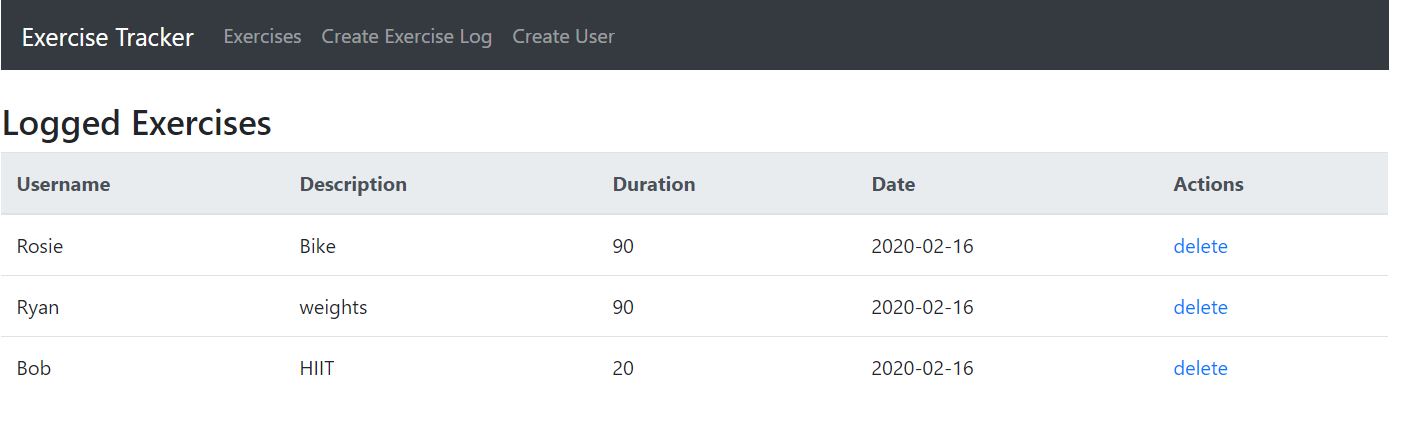 Exercise Tracker Exercises Create Exercise Log Create User
Logged Exercises
Username Description Duration Date Actions
Rosie Bike 90 2020-02-16 delete
Ryan weights 90 2020-02-16 delete
Bob HIIT 20 2020-02-16 delete